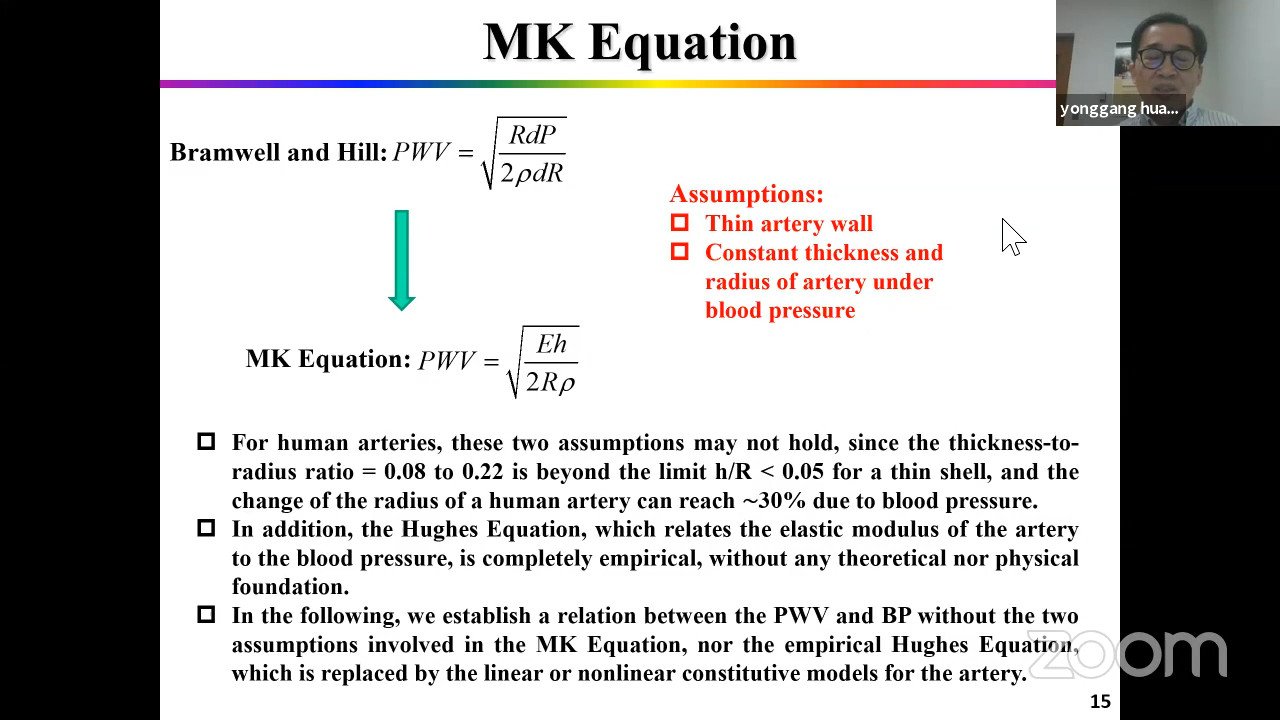 MK Equation
yonggang hua...
Bramwell and Hill: PWV = √(RdP / 2ρdR)
Assumptions:
Thin artery wall
Constant thickness and
radius of artery under
blood pressure
MK Equation: PWV = √(Eh / 2Rρ)
For human arteries, these two assumptions may not hold, since the thickness-to-
radius ratio = 0.08 to 0.22 is beyond the limit h/R < 0.05 for a thin shell, and the
change of the radius of a human artery can reach ~30% due to blood pressure.
In addition, the Hughes Equation, which relates the elastic modulus of the artery
to the blood pressure, is completely empirical, without any theoretical nor physical
foundation.
In the following, we establish a relation between the PWV and BP without the two
assumptions involved in the MK Equation, nor the empirical Hughes Equation,
which is replaced by the linear or nonlinear constitutive models for the artery.
zoom
15